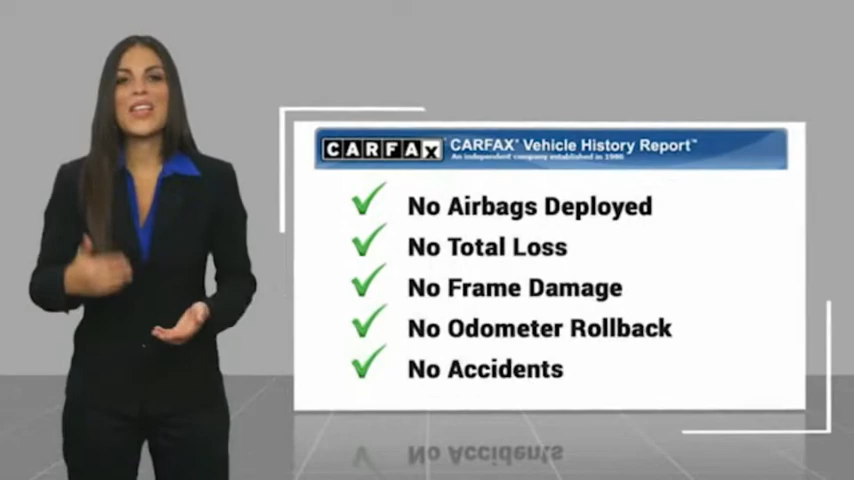 CARFAX CARFAX® Vehicle History Report™
An independent company established in 1986
No Airbags Deployed
No Total Loss
No Frame Damage
No Odometer Rollback
No Accidents
No Accidents